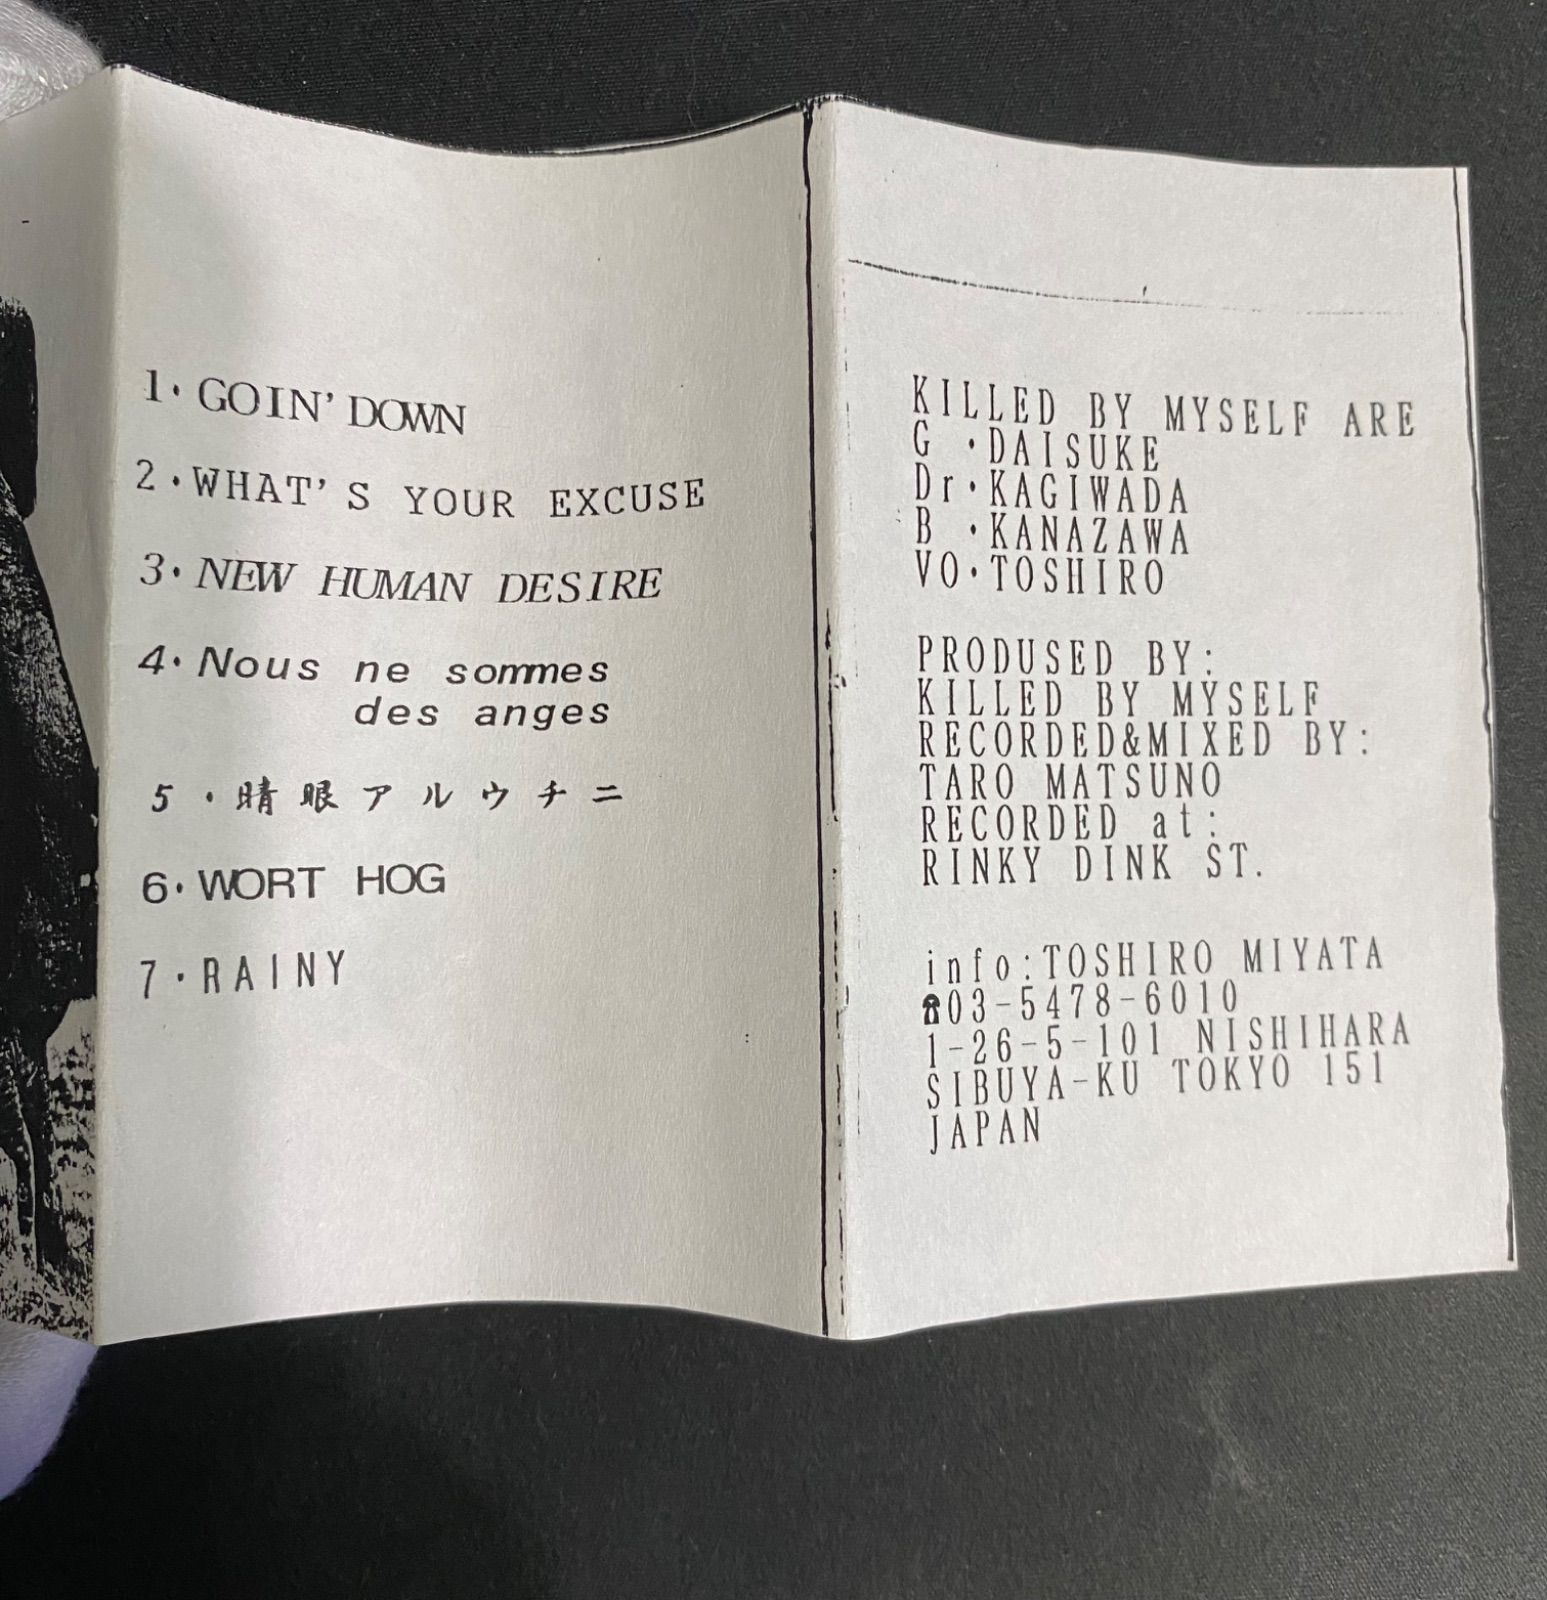 1・GOIN'DOWN
2・WHAT'S YOUR EXCUSE
3・NEW HUMAN DESIRE
4・Nous ne sommes
des anges
5・晴眼アルウチニ
6・WORT HOG
7・RAINY
KILLED BY MYSELF ARE
G ・DAISUKE
Dr・KAGIWADA
B ・KANAZAWA
VO・TOSHIRO
PRODUSED BY:
KILLED BY MYSELF
RECORDED&MIXED BY:
TARO MATSUNO
RECORDED at:
RINKY DINK ST.
info:TOSHIRO MIYATA
☎03-5478-6010
1-26-5-101 NISHIHARA
SIBUYA-KU TOKYO 151
JAPAN